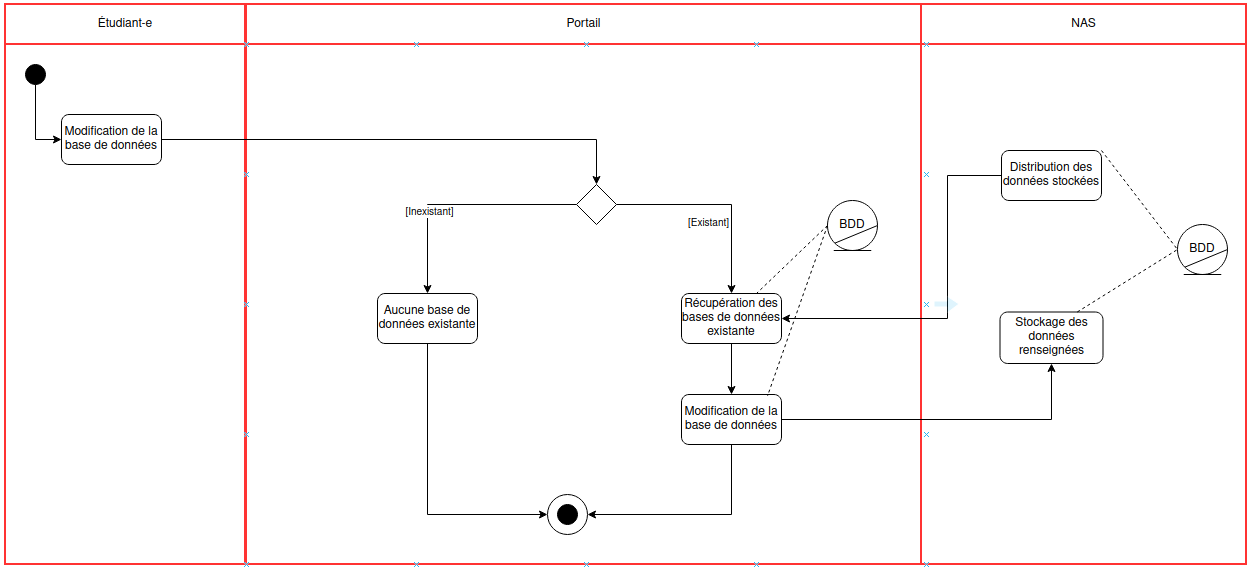 Étudiant-e
Portail
NAS
Modification de la
base de données
[Inexistant]
[Existant]
BDD
Distribution des
données stockées
BDD
Aucune base de
données existante
Récupération des
bases de données
existante
Stockage des
données
renseignées
Modification de la
base de données